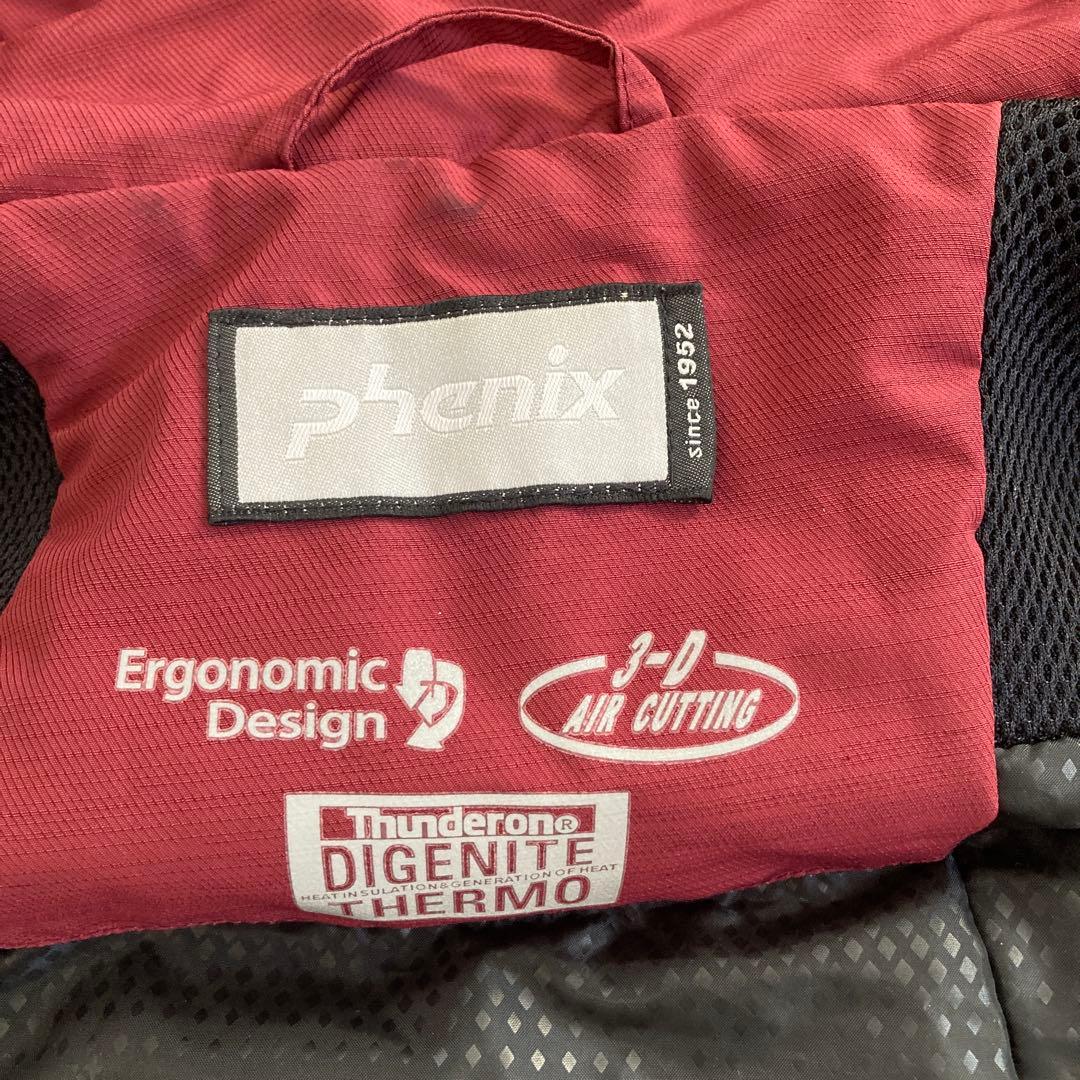 phenix
since 1952
Ergonomic
Design
3-D
AIR CUTTING
Thunderon®
DIGENITE
HEAT INSULATION&GENERATION OF HEAT
THERMO